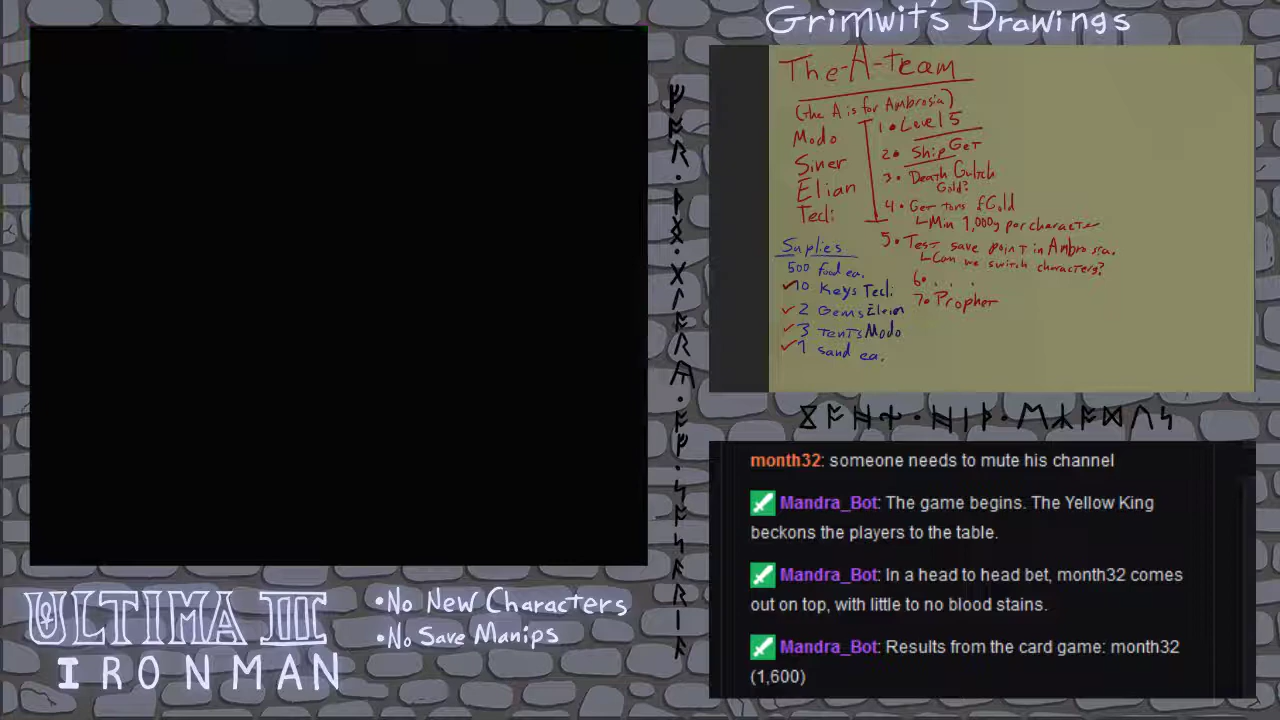 Grimwit's Drawings
The-A-team
(the A is for Ambrosia)
Modo
Siner
Elian
Tecli
1 • Level 5
2 • Ship Get
3 • Death Gulch
Gold?
4 • Get tons of Gold
Min 1,000g per character
5 • Test save point in Ambrosia.
Can we switch characters?
6 • . . .
7 • Prophet
Suplies
500 food ea.
✓10 Keys Tecli
✓2 Gems Elian
✓3 Tents Modo
✓1 sand ea.
month32: someone needs to mute his channel
Mandra_Bot: The game begins. The Yellow King
beckons the players to the table.
Mandra_Bot: In a head to head bet, month32 comes
out on top, with little to no blood stains.
Mandra_Bot: Results from the card game: month32
(1,600)
ULTIMA III
IRONMAN
•No New Characters
•No Save Manips